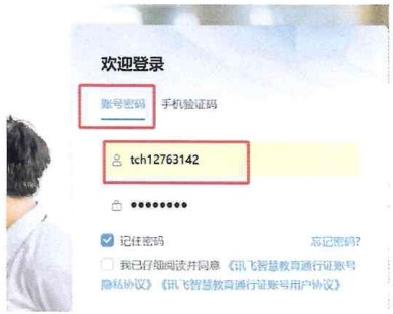 欢迎登录
账号密码 手机验证码
tch12763142
●●●●●●●●
记住密码 忘记密码?
我已仔细阅读并同意 《讯飞智慧教育通行证账号
隐私协议》《讯飞智慧教育通行证账号用户协议》